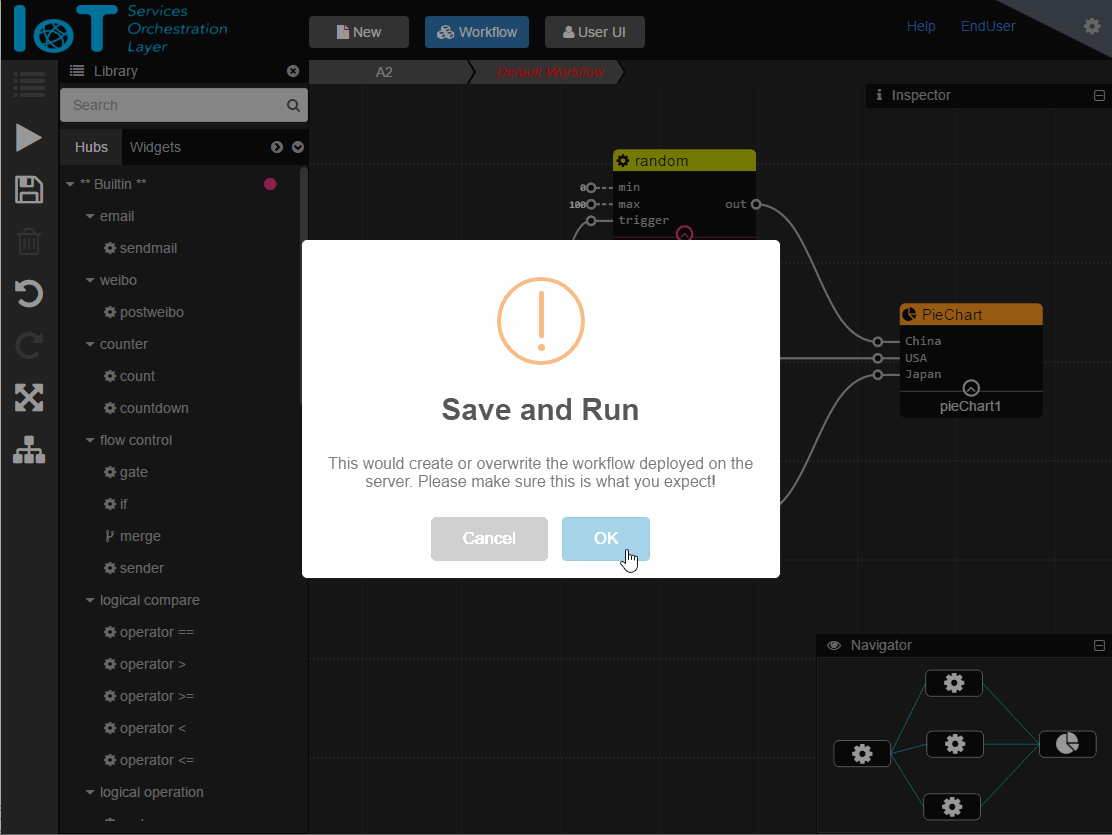 IoT Services
Orchestration
Layer
New
Workflow
User UI
Help
EndUser
Library
A2
Default Workflow
Inspector
Search
Hubs
Widgets
** Builtin **
email
sendmail
weibo
postweibo
counter
count
countdown
flow control
gate
if
merge
sender
logical compare
operator ==
operator >
operator >=
operator <
operator <=
logical operation
random
0 min
100 max
out
trigger
PieChart
China
USA
Japan
pieChart1
Save and Run
This would create or overwrite the workflow deployed on the
server. Please make sure this is what you expect!
Cancel
OK
Navigator